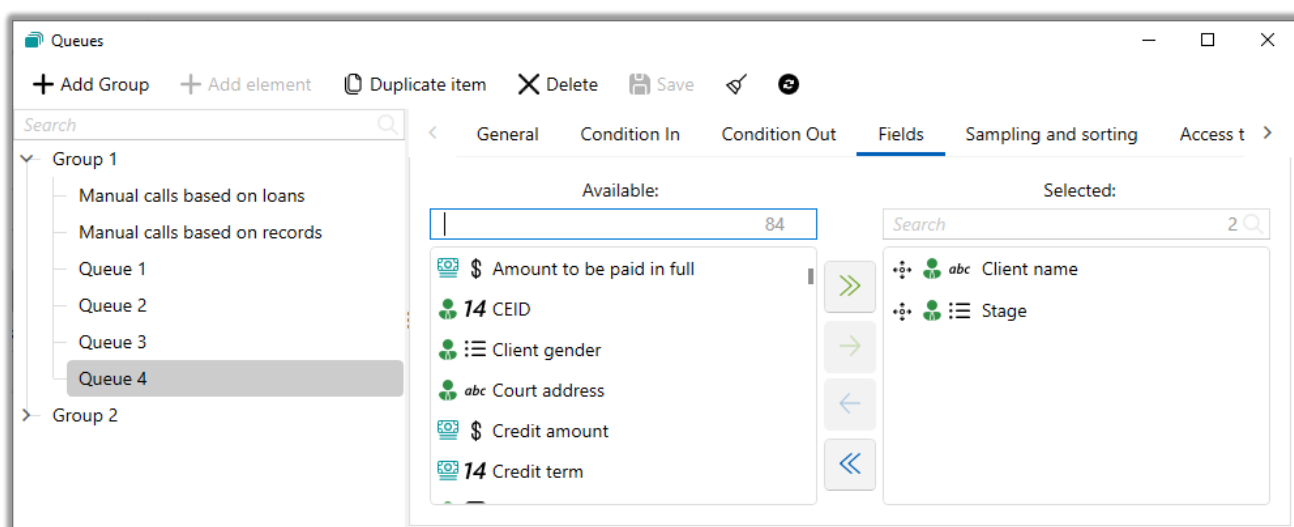 Queues
Add Group Add element Duplicate item Delete Save
Search
General Condition In Condition Out Fields Sampling and sorting Access t
Group 1
Manual calls based on loans
Manual calls based on records
Queue 1
Queue 2
Queue 3
Queue 4
Group 2
Available:
84
$ Amount to be paid in full
14 CEID
Client gender
abc Court address
$ Credit amount
14 Credit term
Selected:
Search 2
abc Client name
Stage